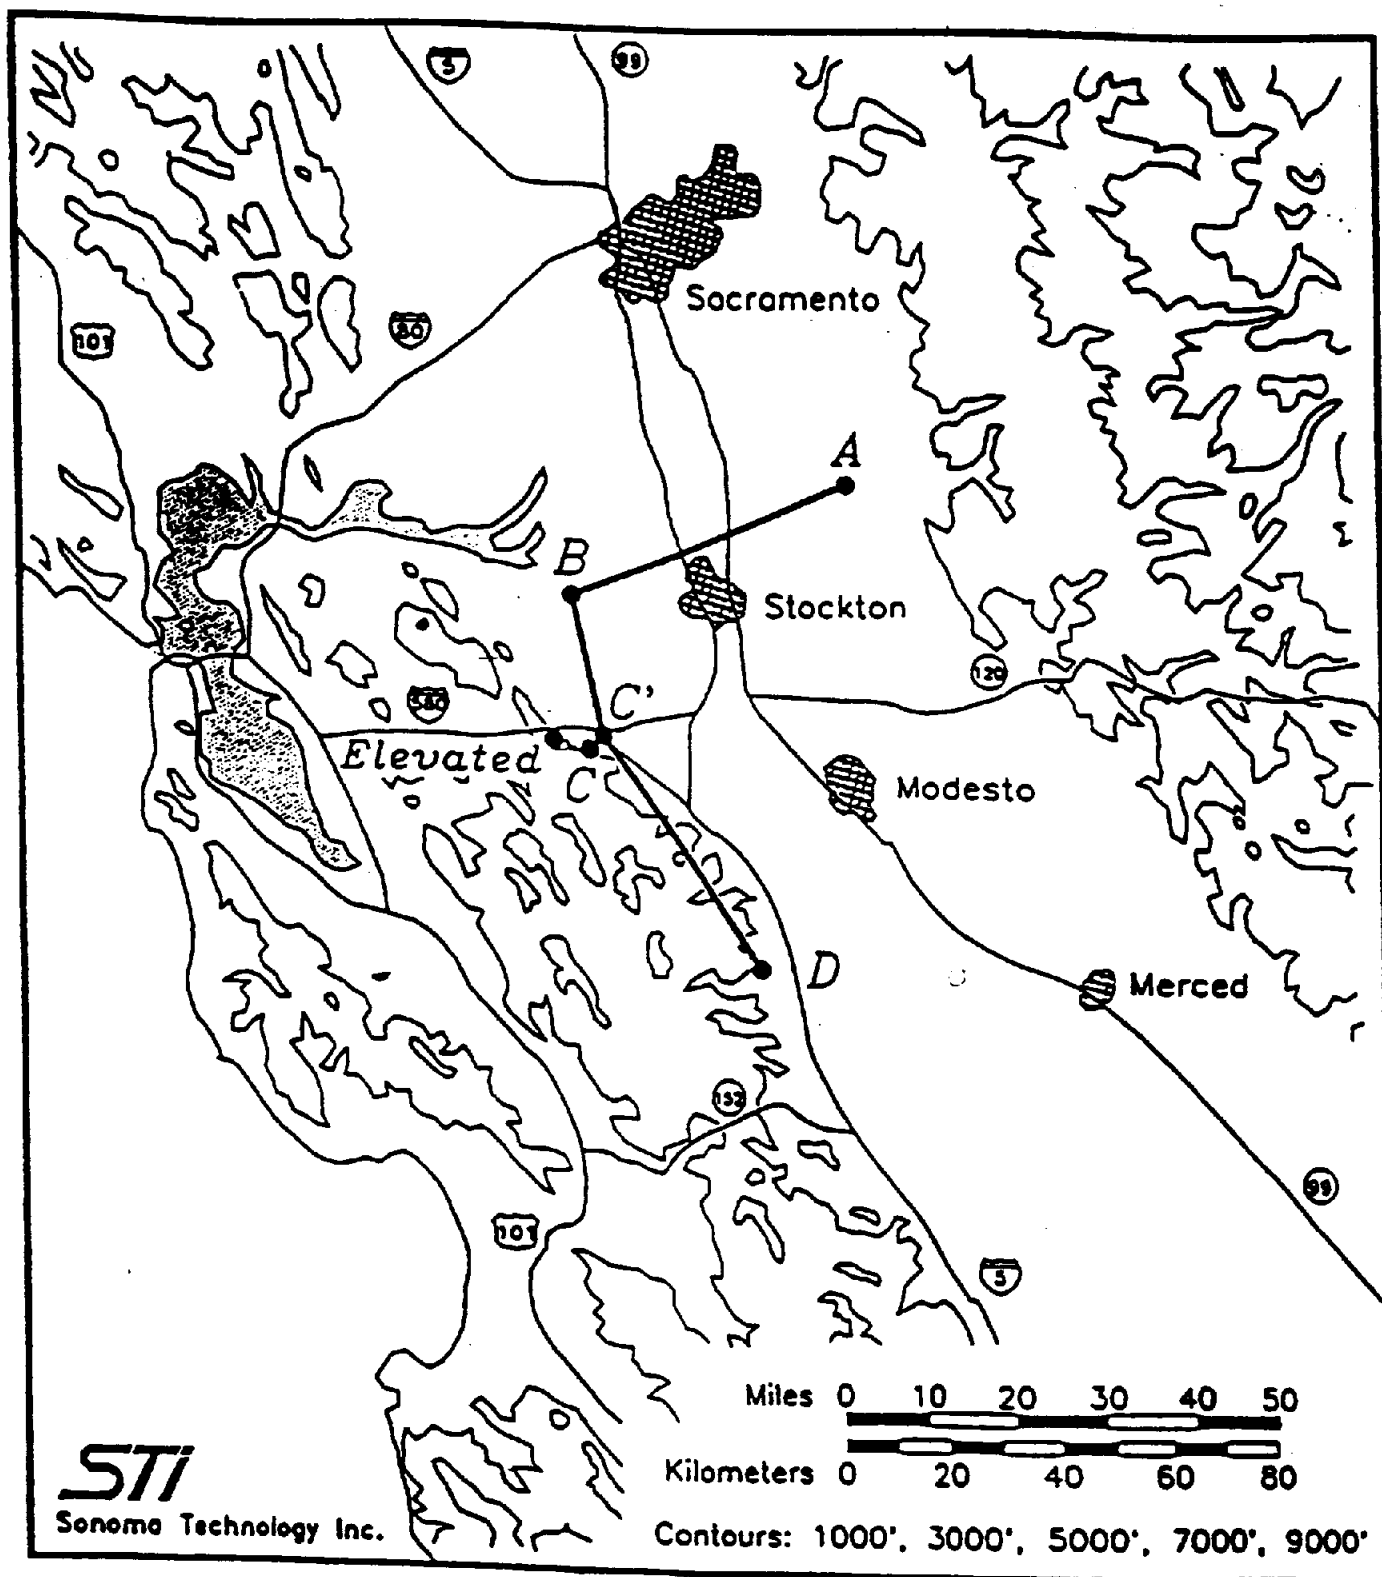 5
99
Sacramento
101
80
A
B
Stockton
120
C'
580
Elevated
C
Modesto
D
Merced
152
99
101
5
Miles 0 10 20 30 40 50
Kilometers 0 20 40 60 80
STi
Sonoma Technology Inc.
Contours: 1000', 3000', 5000', 7000', 9000'